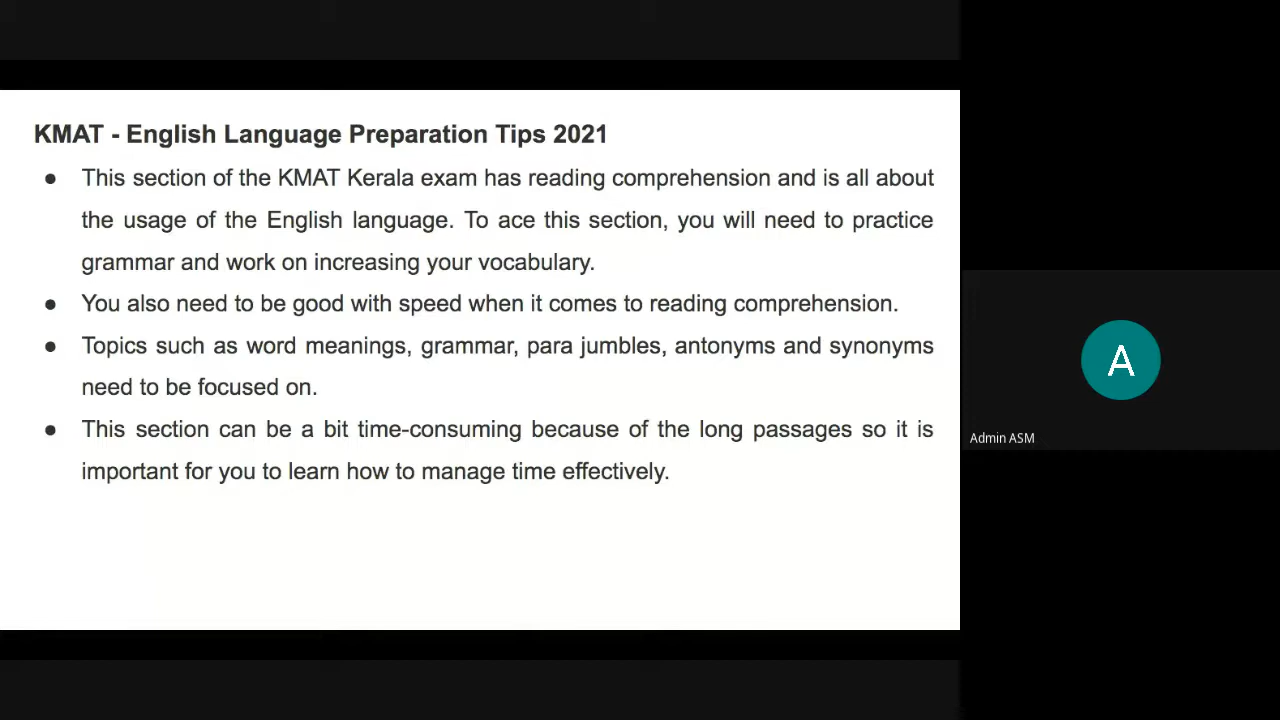 KMAT - English Language Preparation Tips 2021
● This section of the KMAT Kerala exam has reading comprehension and is all about
the usage of the English language. To ace this section, you will need to practice
grammar and work on increasing your vocabulary.
● You also need to be good with speed when it comes to reading comprehension.
● Topics such as word meanings, grammar, para jumbles, antonyms and synonyms
need to be focused on.
● This section can be a bit time-consuming because of the long passages so it is
important for you to learn how to manage time effectively.
A
Admin ASM